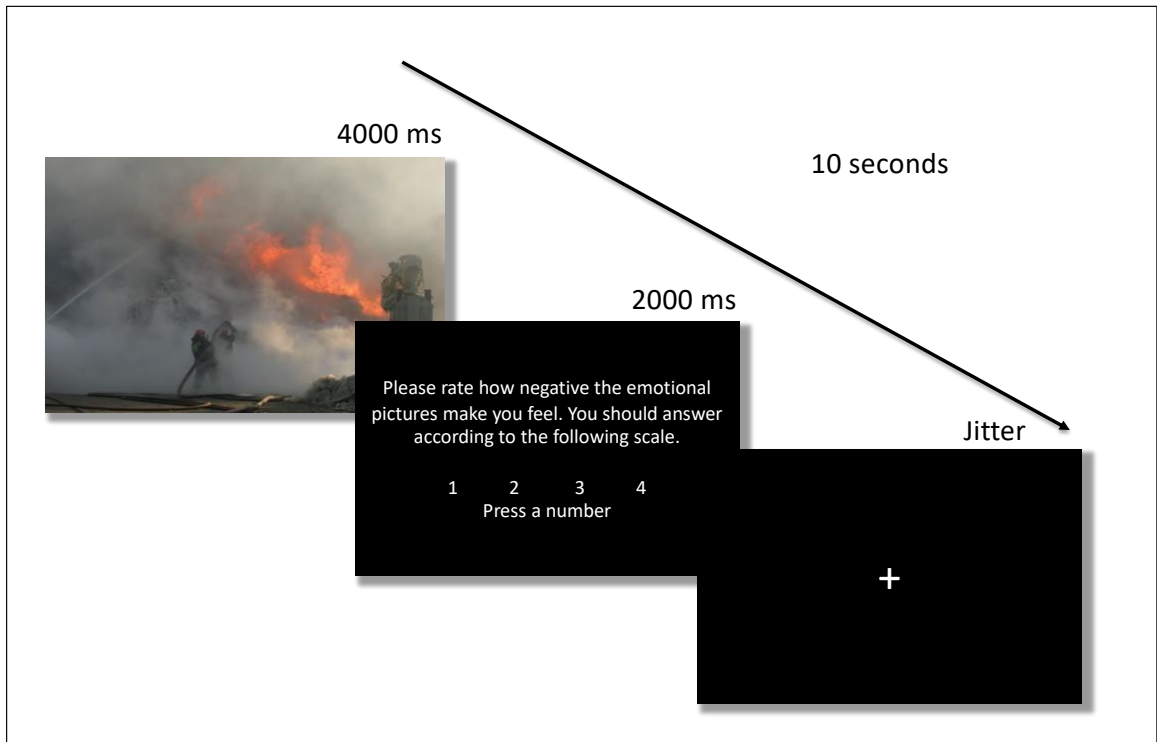 4000 ms
10 seconds
2000 ms
Please rate how negative the emotional
pictures make you feel. You should answer
according to the following scale.
1 2 3 4
Press a number
Jitter
+